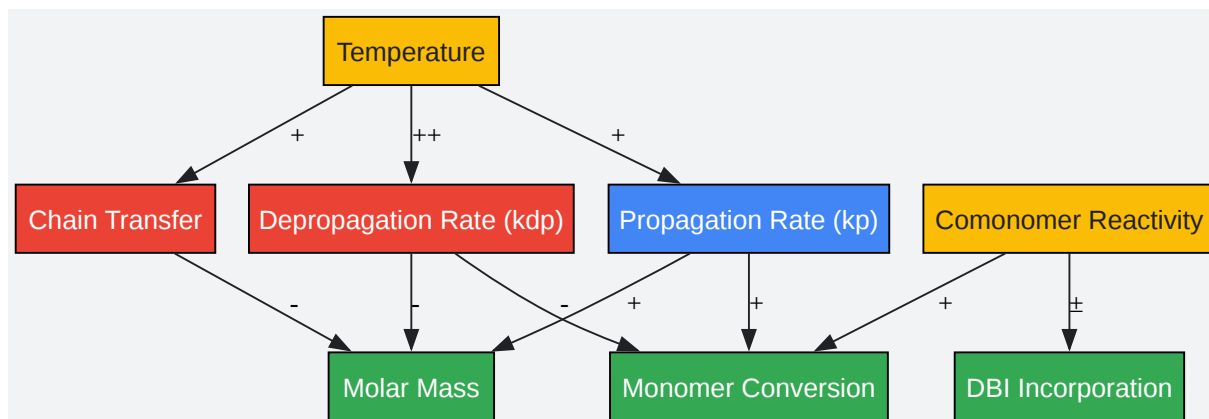 Temperature
+
++
+
Chain Transfer
Depropagation Rate (kdp)
Propagation Rate (kp)
Comonomer Reactivity
-
-
-
+
+
+
±
Molar Mass
Monomer Conversion
DBI Incorporation